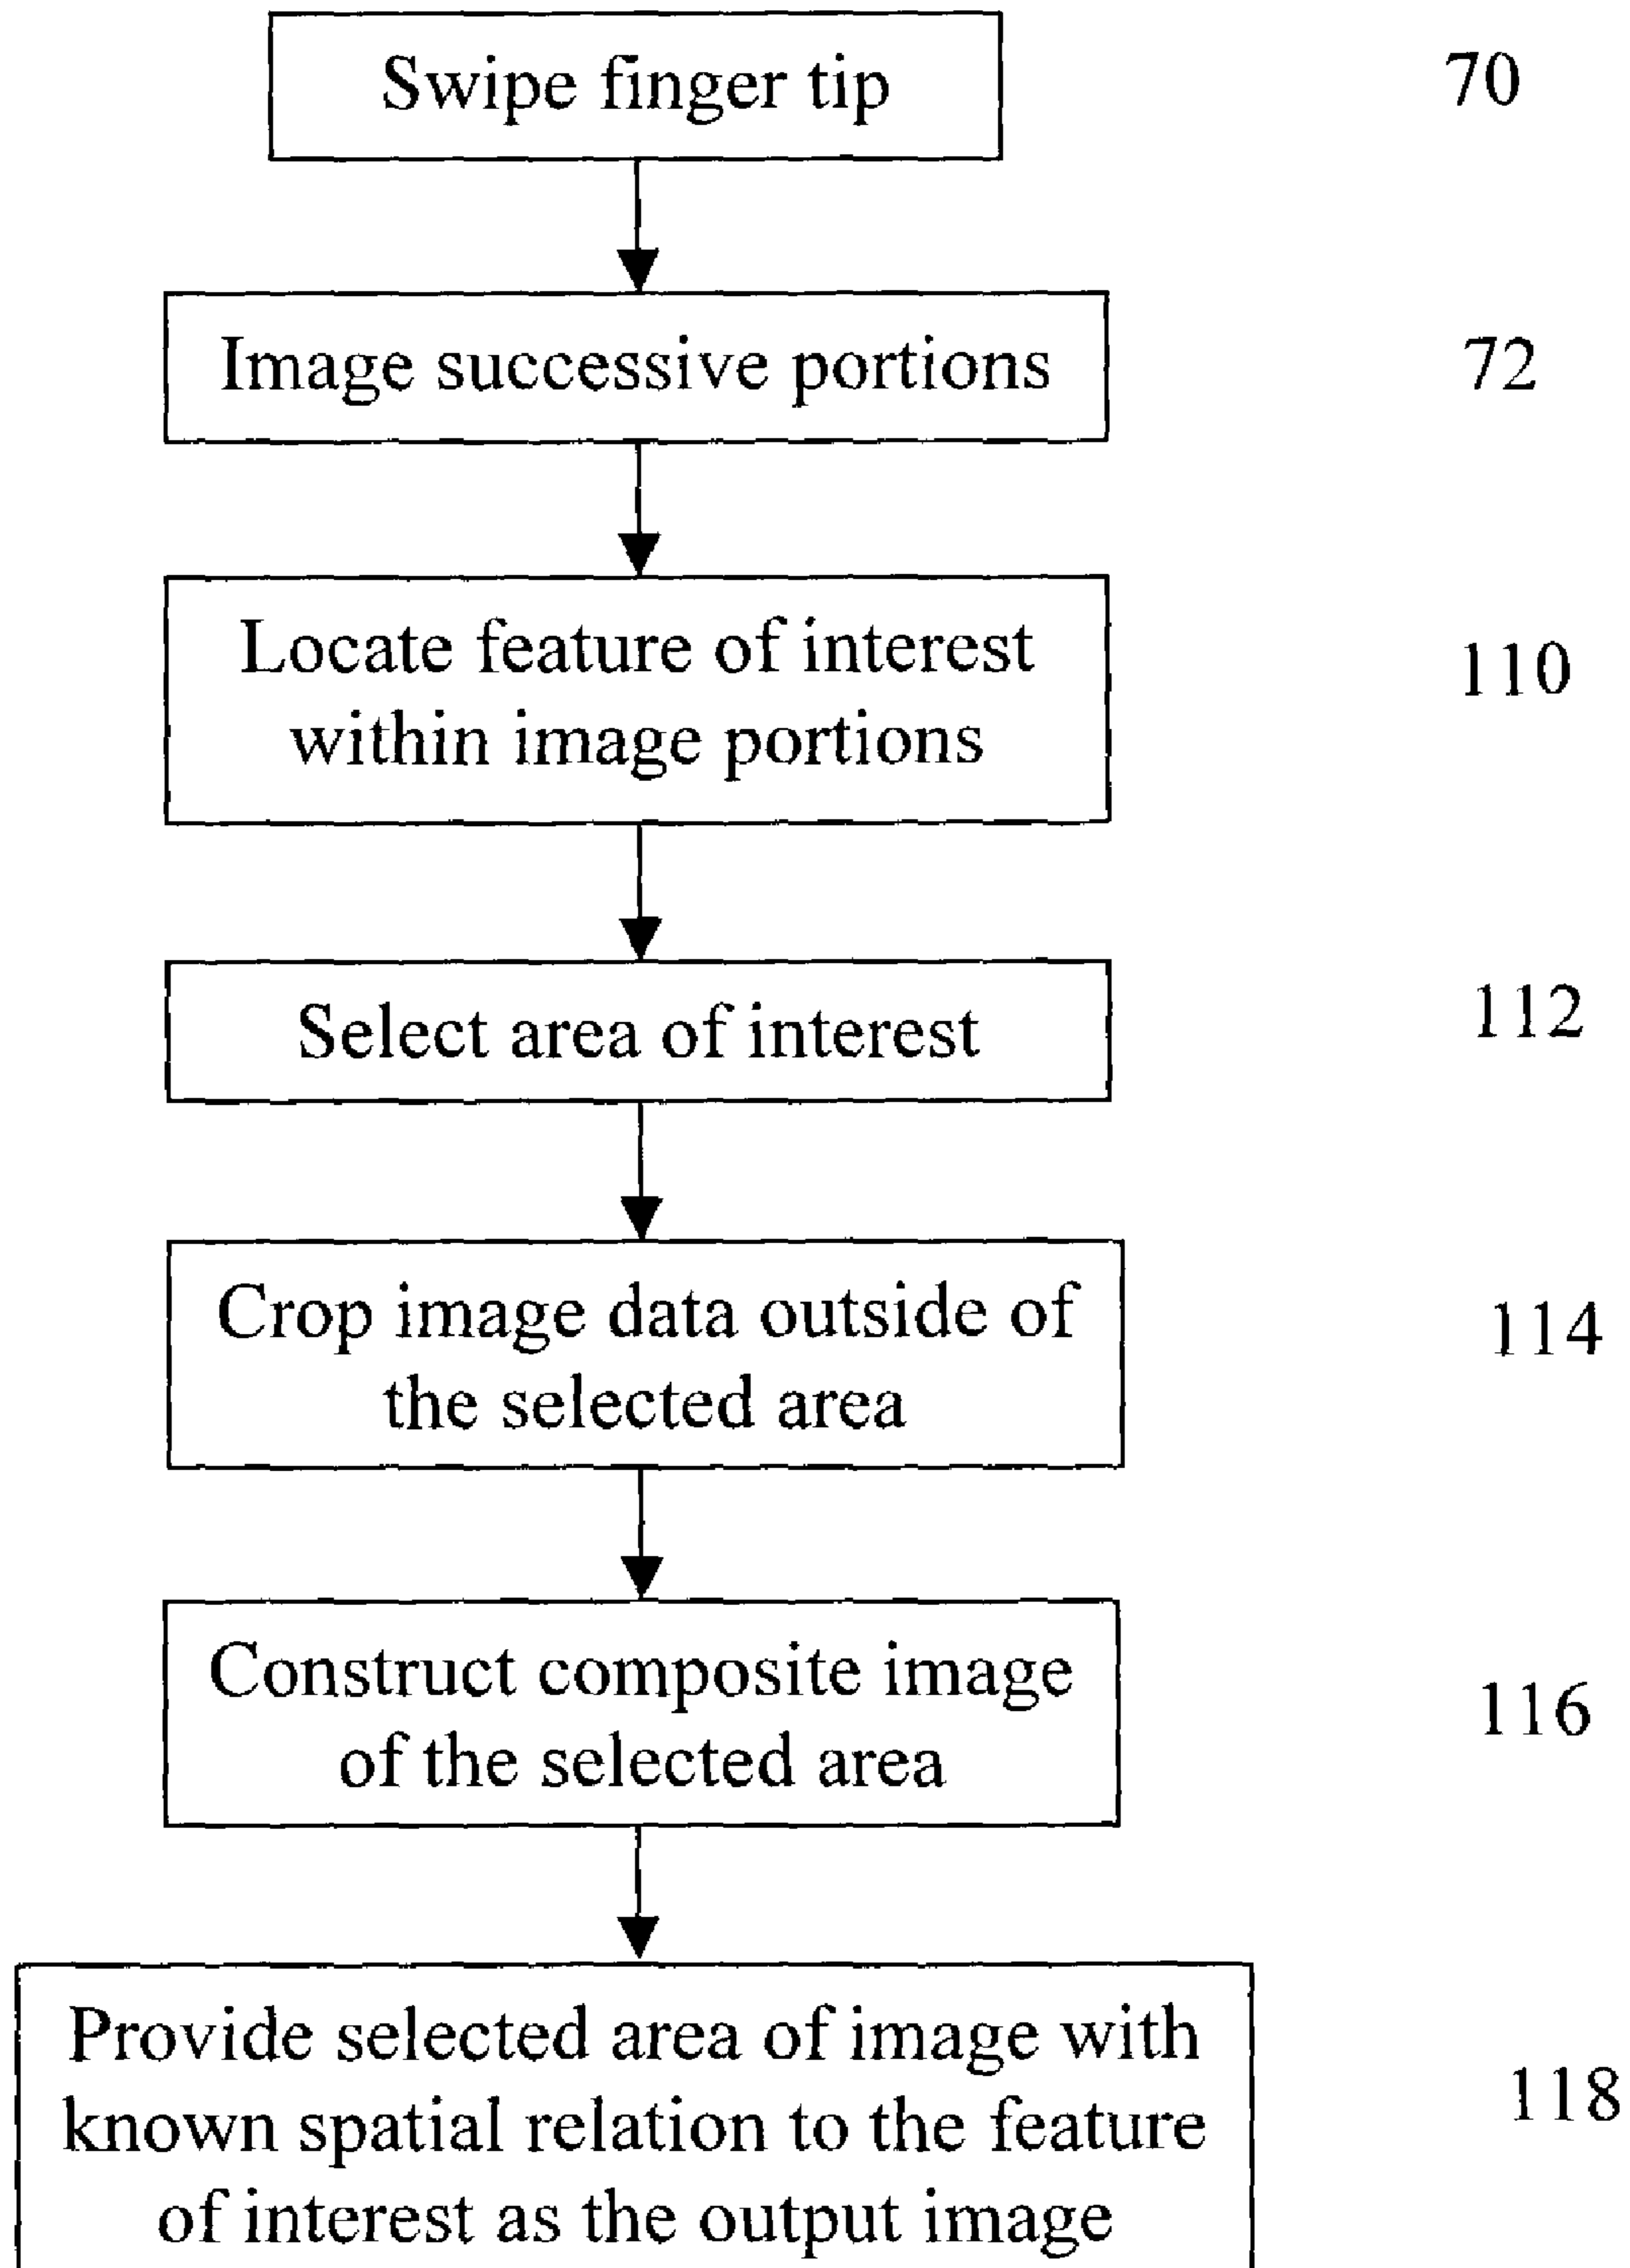 Swipe finger tip
70
Image successive portions
72
Locate feature of interest
within image portions
110
Select area of interest
112
Crop image data outside of
the selected area
114
Construct composite image
of the selected area
116
Provide selected area of image with
known spatial relation to the feature
of interest as the output image
118